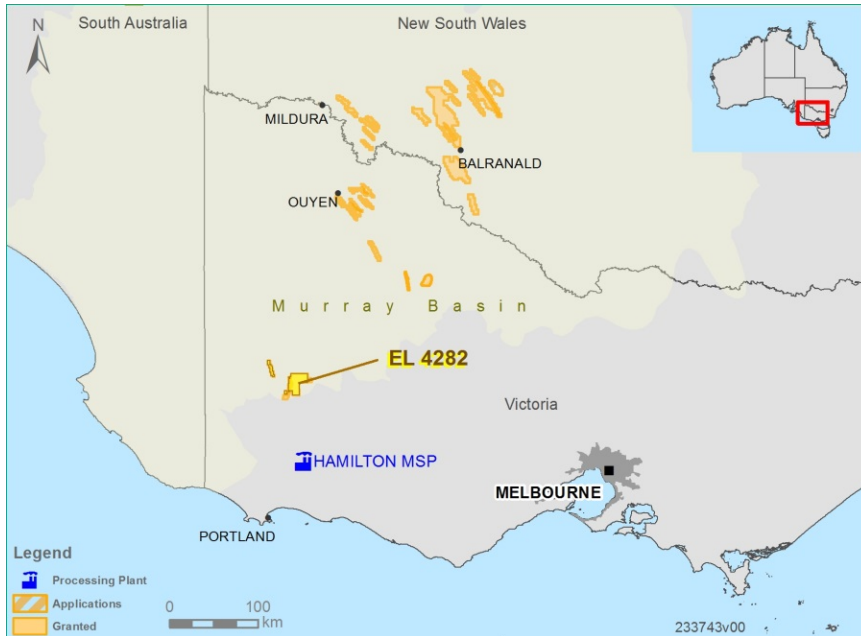 South Australia
New South Wales
N
MILDURA
BALRANALD
OUYEN
Murray Basin
EL 4282
Victoria
HAMILTON MSP
MELBOURNE
PORTLAND
Legend
Processing Plant
Applications
Granted
0 100
km
233743v00